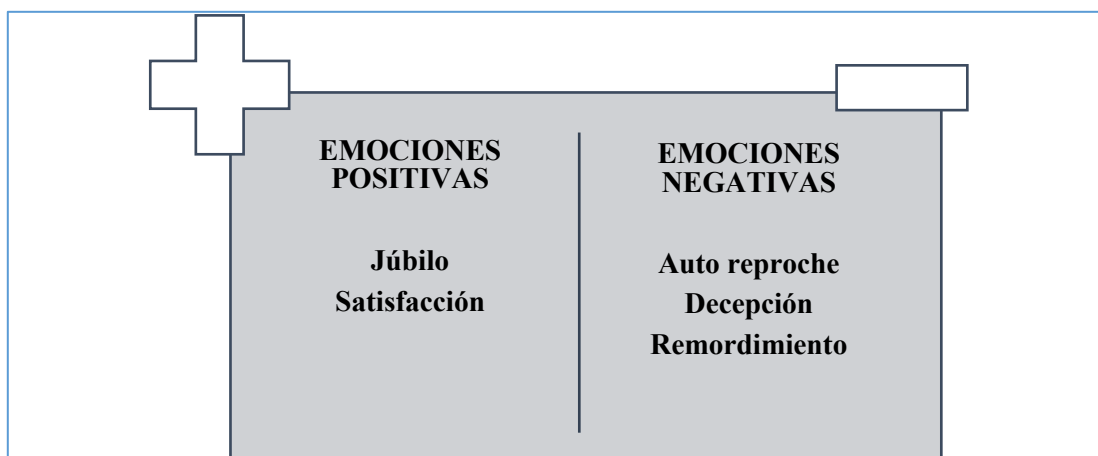 EMOCIONES
POSITIVAS
Júbilo
Satisfacción
EMOCIONES
NEGATIVAS
Auto reproche
Decepción
Remordimiento